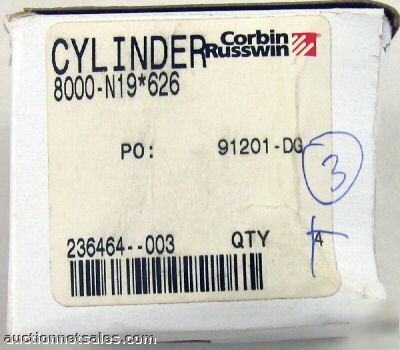 CYLINDER Corbin Russwin
8000-N19*626
PO: 91201-DG
3
236464--003 QTY 4
auctionnetsales.com